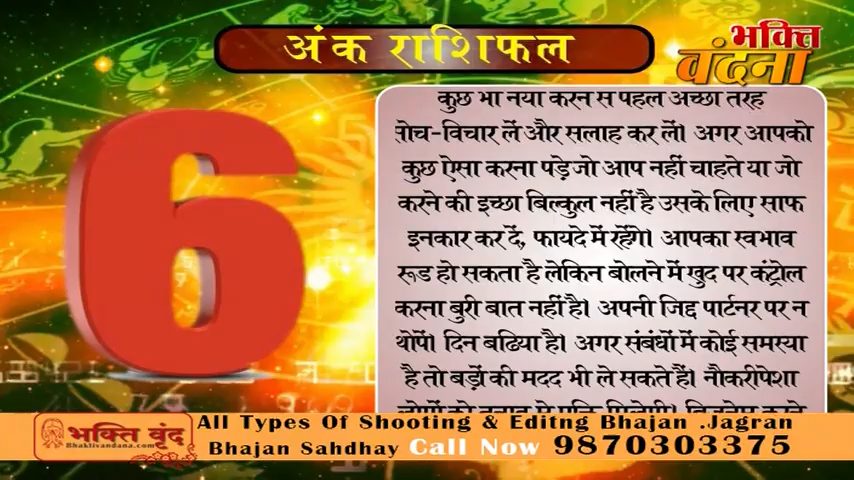 अंक राशिफल
भक्ति
वंदना
6
कुछ भी नया करने से पहले अच्छी तरह
सोच-विचार लें और सलाह कर लें। अगर आपको
कुछ ऐसा करना पड़े जो आप नहीं चाहते या जो
करने की इच्छा बिल्कुल नहीं है उसके लिए साफ
इनकार कर दें, फायदे में रहेंगे। आपका स्वभाव
रूड हो सकता है लेकिन बोलने में खुद पर कंट्रोल
करना बुरी बात नहीं है। अपनी जिद्द पार्टनर पर न
थोपें। दिन बढिया है। अगर संबंधों में कोई समस्या
है तो बड़ों की मदद भी ले सकते हैं। नौकरीपेशा
भक्ति वृंद
Bhaktivandana.com
All Types Of Shooting & Editng Bhajan .Jagran
Bhajan Sahdhay Call Now 9870303375